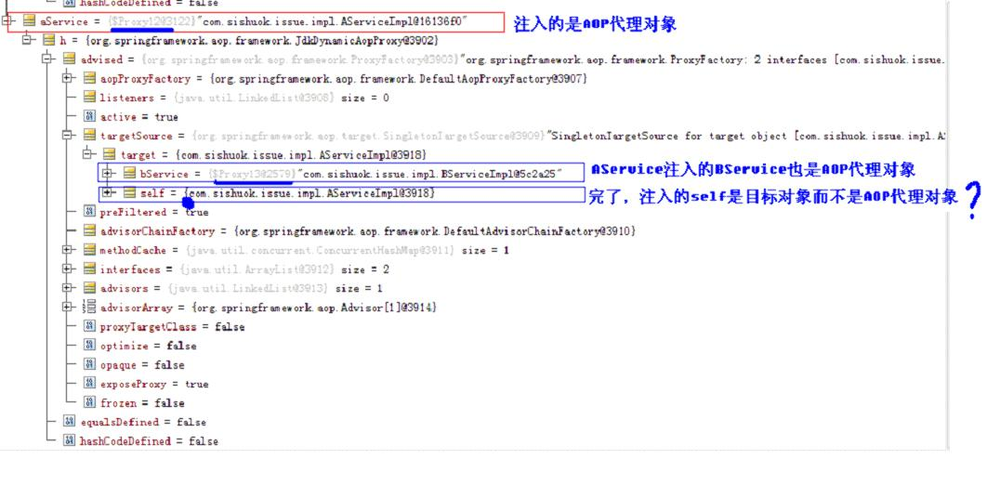 hashCodeDefined = false
aService = {$Proxy12@3122}"com.sishuok.issue.impl.AServiceImpl@16136f0" 注入的是AOP代理对象
h = {org.springframework.aop.framework.JdkDynamicAopProxy@3902}
advised = {org.springframework.aop.framework.ProxyFactory@3903}"org.springframework.aop.framework.ProxyFactory: 2 interfaces [com.sishuok.issue.
aopProxyFactory = {org.springframework.aop.framework.DefaultAopProxyFactory@3907}
listeners = {java.util.LinkedList@3908} size = 0
active = true
targetSource = {org.springframework.aop.target.SingletonTargetSource@3909}"SingletonTargetSource for target object [com.sishuok.issue.impl.A
target = {com.sishuok.issue.impl.AServiceImpl@3918}
bService = {$Proxy13@2579}"com.sishuok.issue.impl.BServiceImpl@5c2a25" AService注入的BService也是AOP代理对象
self = {com.sishuok.issue.impl.AServiceImpl@3918} 完了，注入的self是目标对象而不是AOP代理对象？
preFiltered = true
advisorChainFactory = {org.springframework.aop.framework.DefaultAdvisorChainFactory@3910}
methodCache = {java.util.concurrent.ConcurrentHashMap@3911} size = 1
interfaces = {java.util.ArrayList@3912} size = 2
advisors = {java.util.LinkedList@3913} size = 1
advisorArray = {org.springframework.aop.Advisor[1]@3914}
proxyTargetClass = false
optimize = false
opaque = false
exposeProxy = true
frozen = false
equalsDefined = false
hashCodeDefined = false